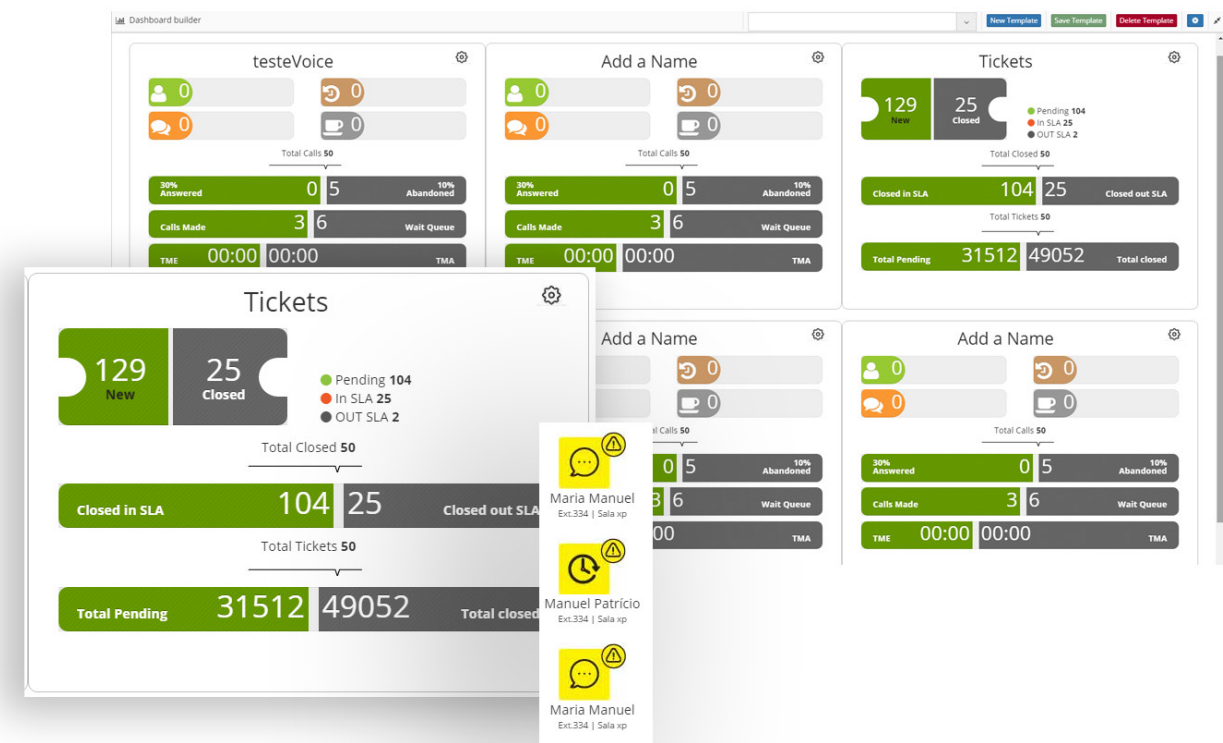 Dashboard builder
New Template Save Template Delete Template
testeVoice
0 0
0 0
Total Calls 50
30%
Answered 0 5 10%
Abandoned
Calls Made 3 6 Wait Queue
TME 00:00 00:00 TMA
Add a Name
0 0
0 0
Total Calls 50
30%
Answered 0 5 10%
Abandoned
Calls Made 3 6 Wait Queue
TME 00:00 00:00 TMA
Tickets
129 New 25 Closed
Pending 104
In SLA 25
OUT SLA 2
Total Closed 50
Closed in SLA 104 25 Closed out SLA
Total Tickets 50
Total Pending 31512 49052 Total closed
Tickets
129 New 25 Closed
Pending 104
In SLA 25
OUT SLA 2
Total Closed 50
Closed in SLA 104 25 Closed out SLA
Total Tickets 50
Total Pending 31512 49052 Total closed
Maria Manuel
Ext.334 | Sala xp
Manuel Patrício
Ext.334 | Sala xp
Maria Manuel
Ext.334 | Sala xp
Add a Name
0
0
Calls 50
0 5 10%
Abandoned
3 6 Wait Queue
00 TMA
Add a Name
0 0
0 0
Total Calls 50
30%
Answered 0 5 10%
Abandoned
Calls Made 3 6 Wait Queue
TME 00:00 00:00 TMA